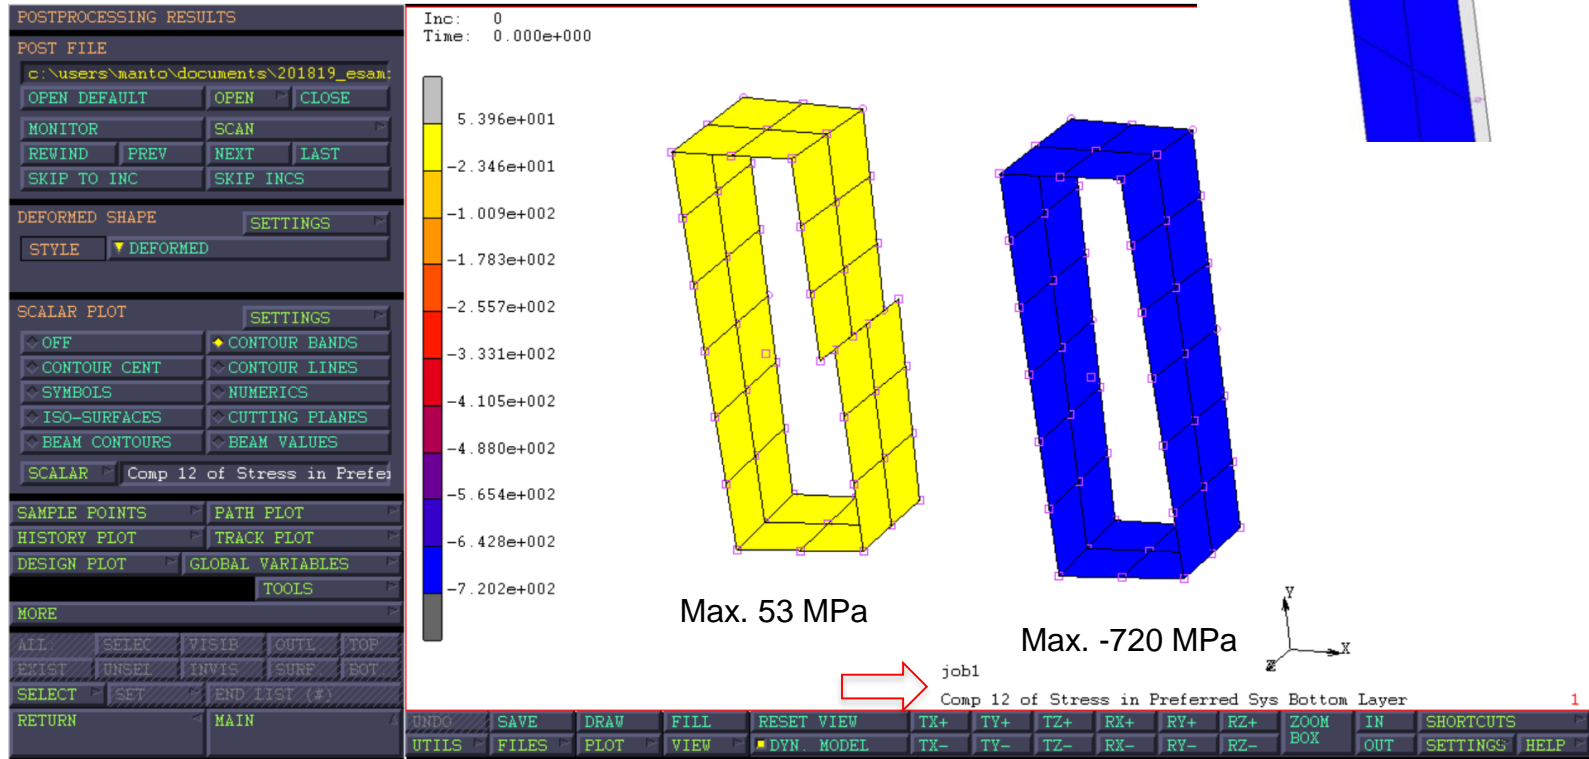 POSTPROCESSING RESULTS
POST FILE
c:\users\manto\documents\201819_esam:
OPEN DEFAULT OPEN CLOSE
MONITOR SCAN
REWIND PREV NEXT LAST
SKIP TO INC SKIP INCS
DEFORMED SHAPE SETTINGS
STYLE DEFORMED
SCALAR PLOT SETTINGS
OFF CONTOUR BANDS
CONTOUR CENT CONTOUR LINES
SYMBOLS NUMERICS
ISO-SURFACES CUTTING PLANES
BEAM CONTOURS BEAM VALUES
SCALAR Comp 12 of Stress in Prefe
SAMPLE POINTS PATH PLOT
HISTORY PLOT TRACK PLOT
DESIGN PLOT GLOBAL VARIABLES
TOOLS
MORE
ALL: SELEC VISIB OUTL TOP
EXIST UNSEL INVIS SURF BOT
SELECT SET END LIST (#)
RETURN MAIN
Inc: 0
Time: 0.000e+000
5.396e+001
-2.346e+001
-1.009e+002
-1.783e+002
-2.557e+002
-3.331e+002
-4.105e+002
-4.880e+002
-5.654e+002
-6.428e+002
-7.202e+002
Max. 53 MPa
Max. -720 MPa
Y
X
Z
job1
Comp 12 of Stress in Preferred Sys Bottom Layer
1
UNDO SAVE DRAW FILL RESET VIEW TX+ TY+ TZ+ RX+ RY+ RZ+ ZOOM BOX IN SHORTCUTS
UTILS FILES PLOT VIEW DYN. MODEL TX- TY- TZ- RX- RY- RZ- OUT SETTINGS HELP